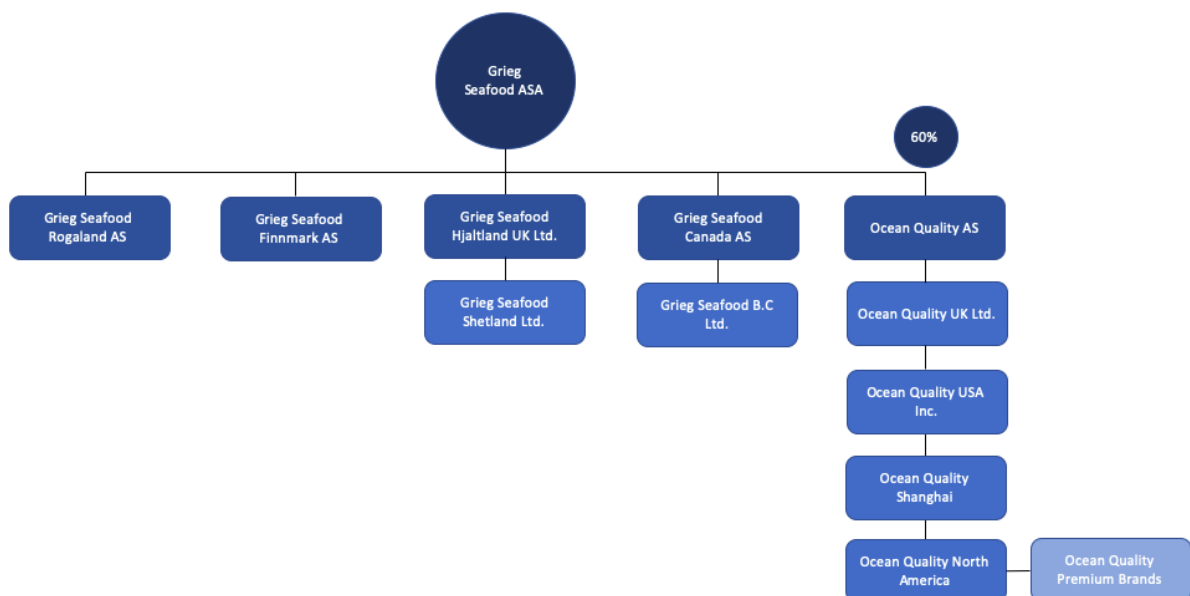 Grieg
Seafood ASA
60%
Grieg Seafood
Rogaland AS
Grieg Seafood
Finnmark AS
Grieg Seafood
Hjaltland UK Ltd.
Grieg Seafood
Canada AS
Ocean Quality AS
Grieg Seafood
Shetland Ltd.
Grieg Seafood B.C
Ltd.
Ocean Quality UK Ltd.
Ocean Quality USA
Inc.
Ocean Quality
Shanghai
Ocean Quality North
America
Ocean Quality
Premium Brands